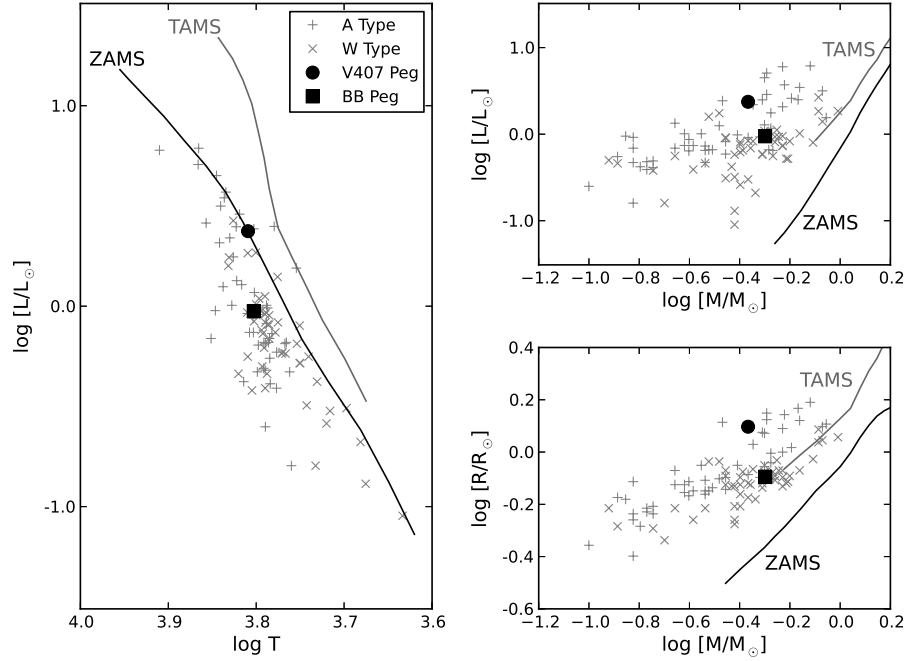 TAMS
ZAMS
A Type
W Type
V407 Peg
BB Peg
1.0
0.0
-1.0
log [L/L⊙]
4.0 3.9 3.8 3.7 3.6
log T
1.0
0.0
-1.0
log [L/L⊙]
TAMS
ZAMS
−1.2 −1.0 −0.8 −0.6 −0.4 −0.2 0.0 0.2
log [M/M⊙]
0.4
0.2
0.0
-0.2
-0.4
-0.6
log [R/R⊙]
TAMS
ZAMS
−1.2 −1.0 −0.8 −0.6 −0.4 −0.2 0.0 0.2
log [M/M⊙]